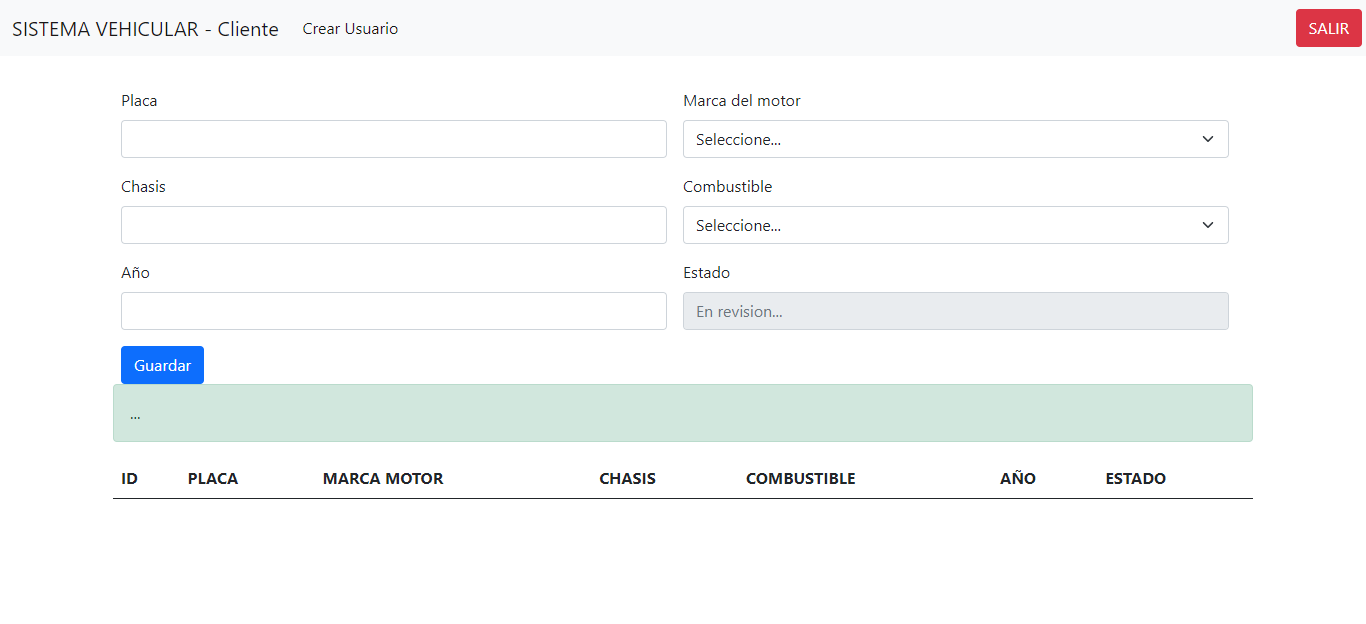 SISTEMA VEHICULAR - Cliente Crear Usuario SALIR
Placa Marca del motor
Seleccione...
Chasis Combustible
Seleccione...
Año Estado
En revision...
Guardar
...
ID PLACA MARCA MOTOR CHASIS COMBUSTIBLE AÑO ESTADO